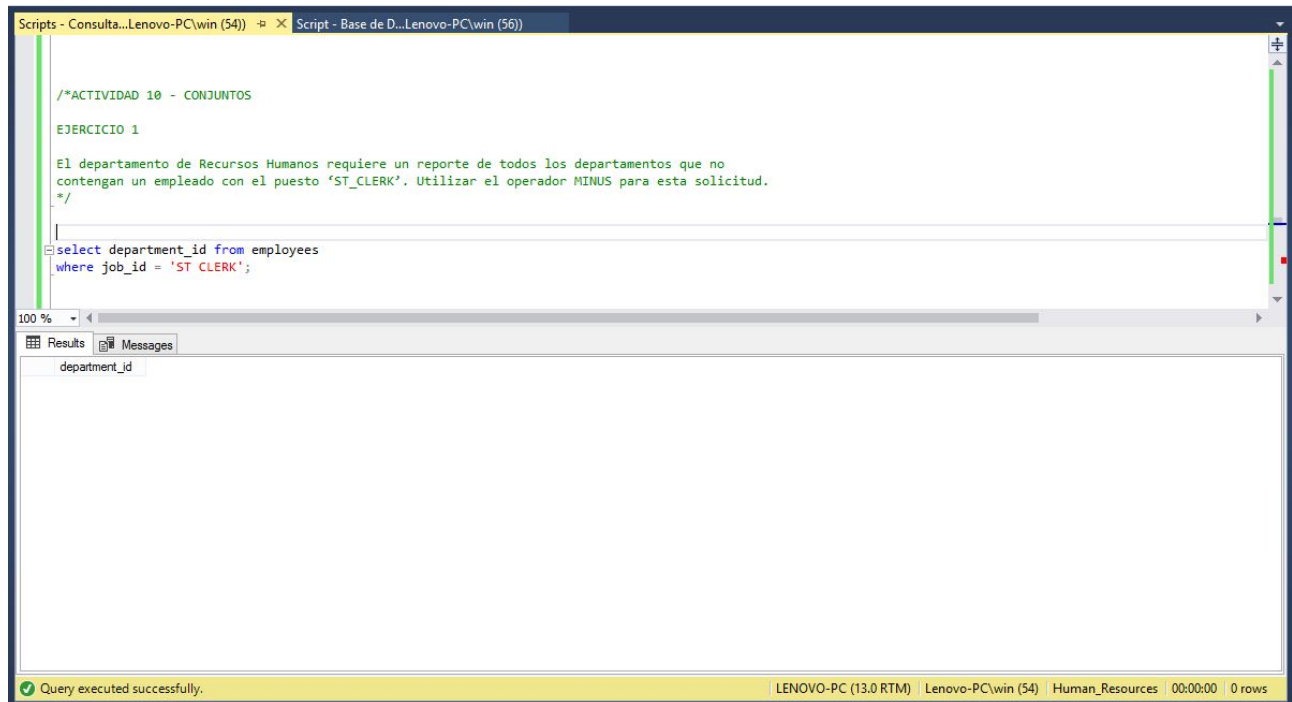 Scripts - Consulta...Lenovo-PC\win (54))
Script - Base de D...Lenovo-PC\win (56))
/*ACTIVIDAD 10 - CONJUNTOS
EJERCICIO 1
El departamento de Recursos Humanos requiere un reporte de todos los departamentos que no
contengan un empleado con el puesto ‘ST_CLERK’. Utilizar el operador MINUS para esta solicitud.
*/
select department_id from employees
where job_id = 'ST CLERK';
100 %
Results Messages
department_id
Query executed successfully. LENOVO-PC (13.0 RTM) Lenovo-PC\win (54) Human_Resources 00:00:00 0 rows